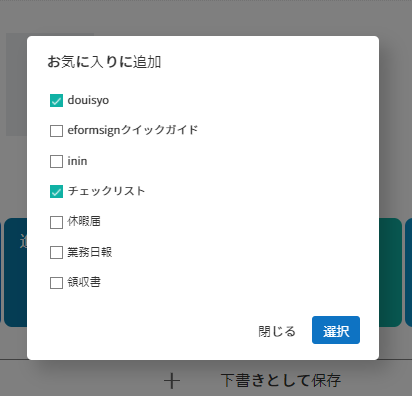 お気に入りに追加
douisyo
eformsignクイックガイド
inin
チェックリスト
休暇届
業務日報
領収書
閉じる
選択
下書きとして保存